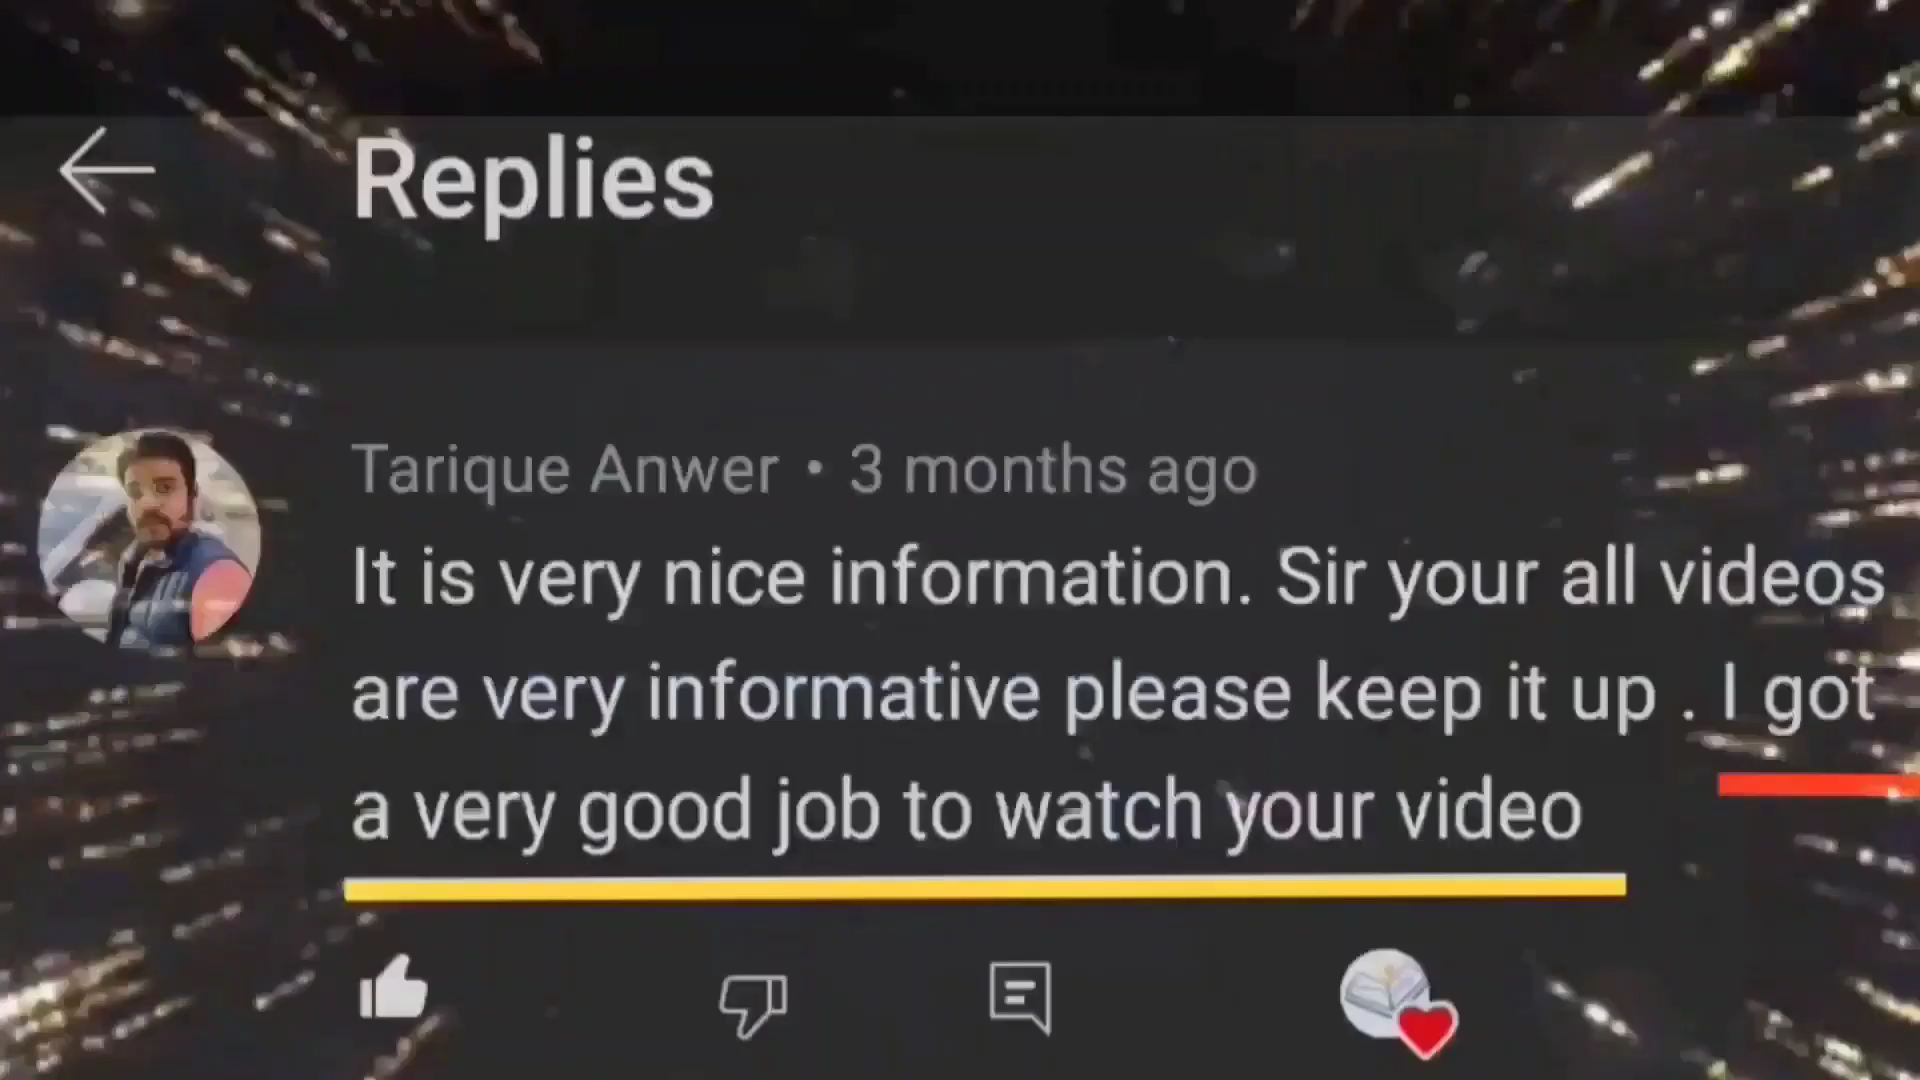 Replies
Tarique Anwer • 3 months ago
It is very nice information. Sir your all videos
are very informative please keep it up . I got
a very good job to watch your video